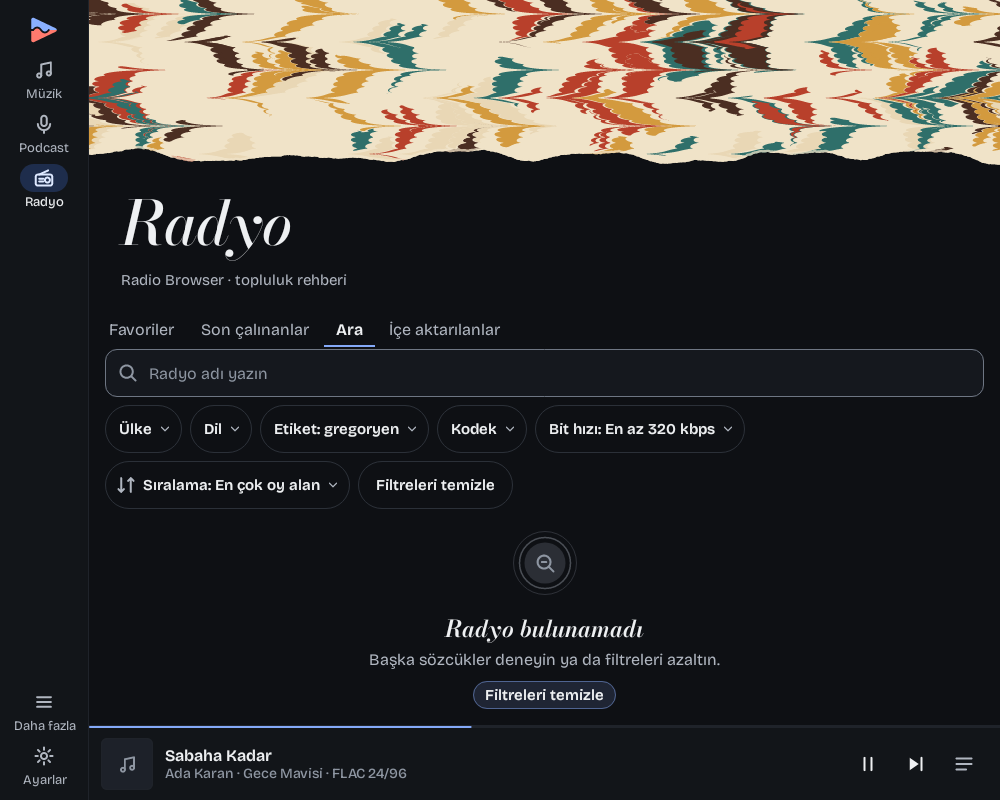 Müzik
Podcast
Radyo
Daha fazla
Ayarlar
Radyo
Radio Browser · topluluk rehberi
Favoriler Son çalınanlar Ara İçe aktarılanlar
Radyo adı yazın
Ülke Dil Etiket: gregoryen Kodek Bit hızı: En az 320 kbps
Sıralama: En çok oy alan Filtreleri temizle
Radyo bulunamadı
Başka sözcükler deneyin ya da filtreleri azaltın.
Filtreleri temizle
Sabaha Kadar
Ada Karan · Gece Mavisi · FLAC 24/96